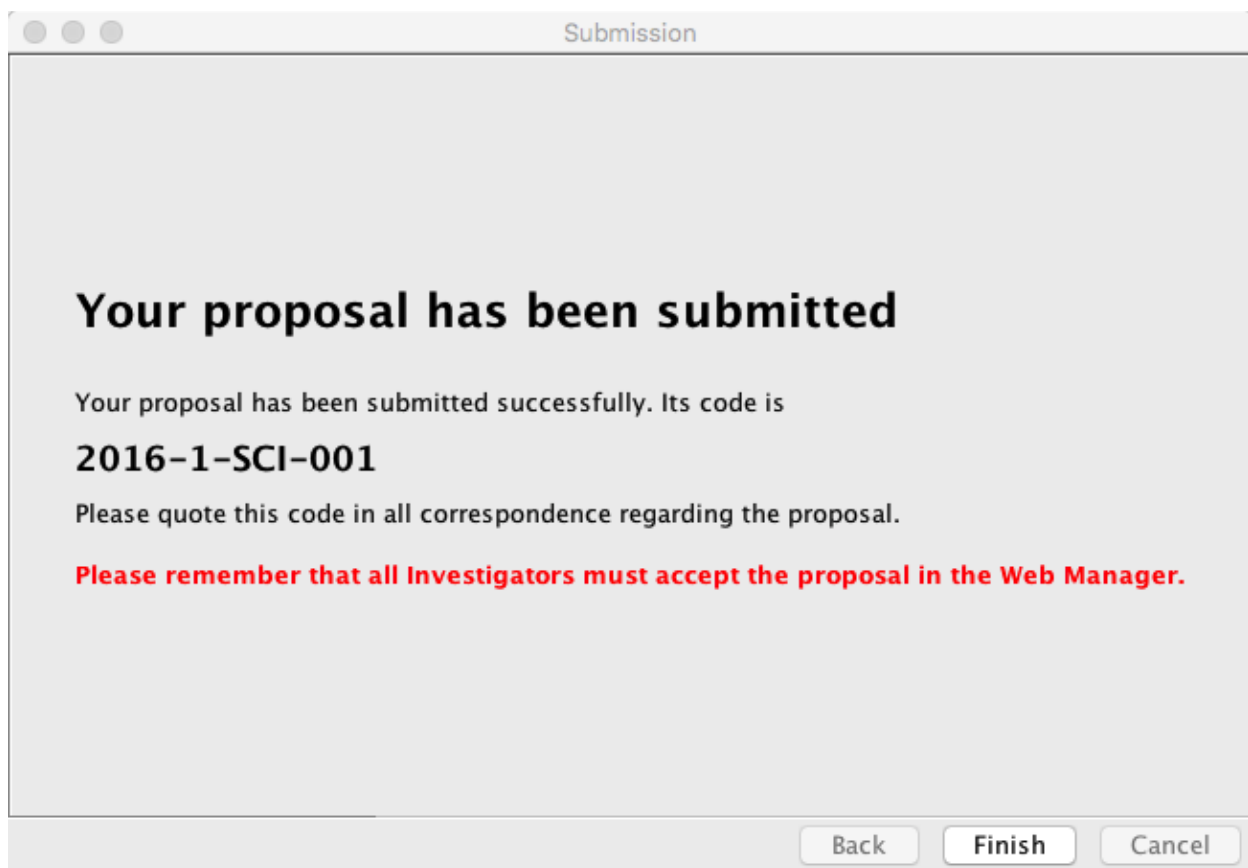 Submission
Your proposal has been submitted
Your proposal has been submitted successfully. Its code is
2016-1-SCI-001
Please quote this code in all correspondence regarding the proposal.
Please remember that all Investigators must accept the proposal in the Web Manager.
Back Finish Cancel